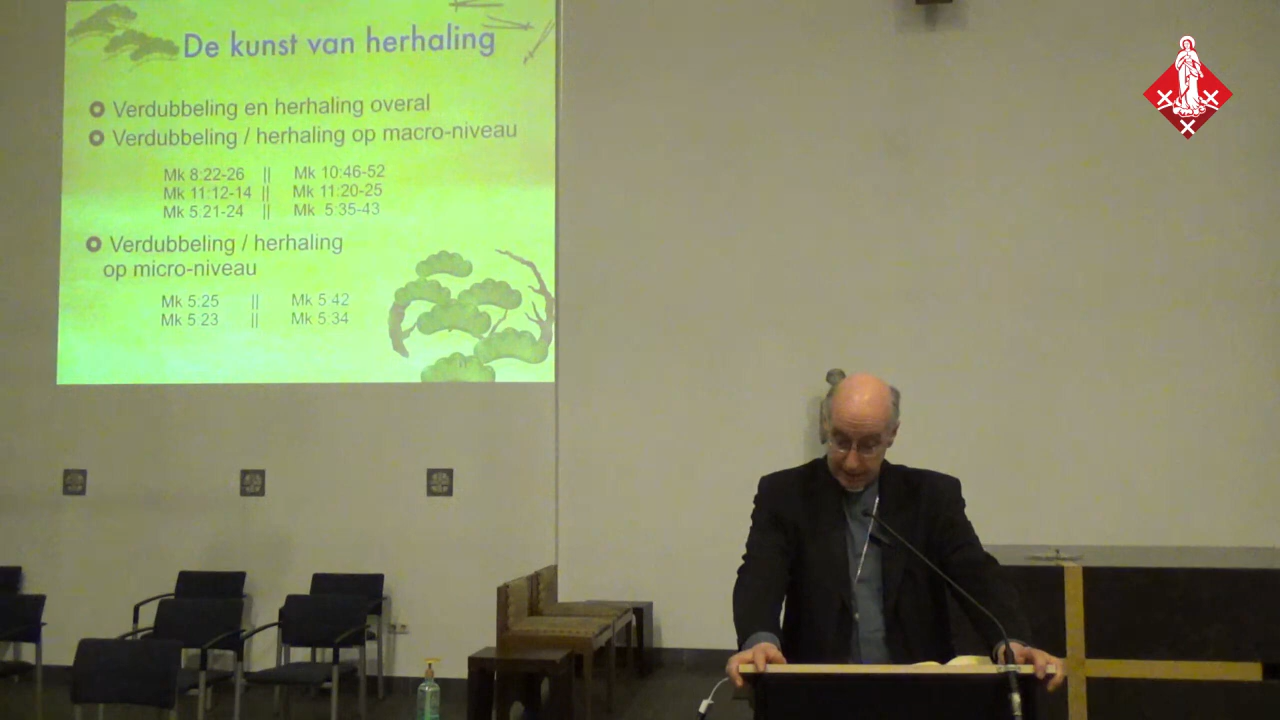 De kunst van herhaling
Verdubbeling en herhaling overal
Verdubbeling / herhaling op macro-niveau
Mk 8:22-26 || Mk 10:46-52
Mk 11:12-14 || Mk 11:20-25
Mk 5:21-24 || Mk 5:35-43
Verdubbeling / herhaling
op micro-niveau
Mk 5:25 || Mk 5:42
Mk 5:23 || Mk 5:34